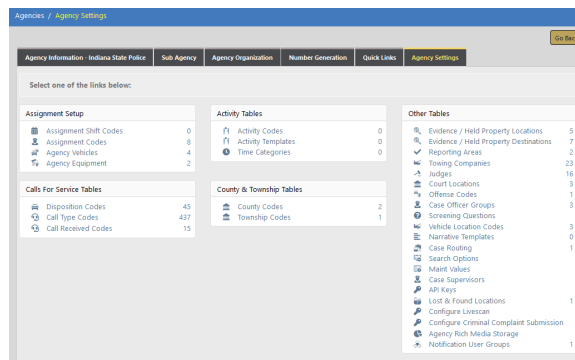 Agencies / Agency Settings
Go Bac
Agency Information - Indiana State Police Sub Agency Agency Organization Number Generation Quick Links Agency Settings
Select one of the links below:
Assignment Setup
Assignment Shift Codes 0
Assignment Codes 8
Agency Vehicles 4
Agency Equipment 2
Activity Tables
Activity Codes 0
Activity Templates 0
Time Categories 0
Other Tables
Evidence / Held Property Locations 5
Evidence / Held Property Destinations 7
Reporting Areas 2
Towing Companies 23
Judges 16
Court Locations 3
Offense Codes 1
Case Officer Groups 3
Screening Questions
Vehicle Location Codes 3
Narrative Templates 0
Case Routing 1
Search Options
Maint Values
Case Supervisors
API Keys
Lost & Found Locations 1
Configure Livescan
Configure Criminal Complaint Submission
Agency Rich Media Storage
Notification User Groups 1
Calls For Service Tables
Disposition Codes 45
Call Type Codes 437
Call Received Codes 15
County & Township Tables
County Codes 2
Township Codes 1